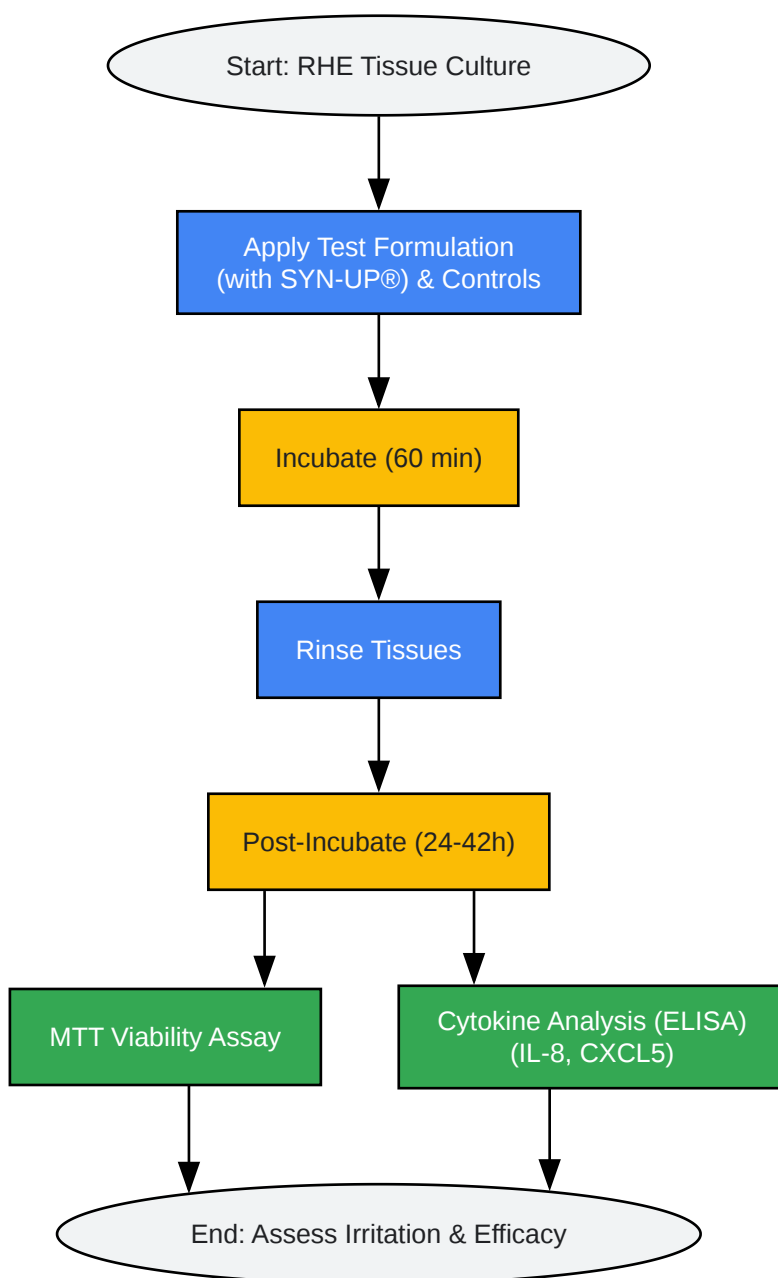 Start: RHE Tissue Culture
Apply Test Formulation
(with SYN-UP®) & Controls
Incubate (60 min)
Rinse Tissues
Post-Incubate (24-42h)
MTT Viability Assay
Cytokine Analysis (ELISA)
(IL-8, CXCL5)
End: Assess Irritation & Efficacy